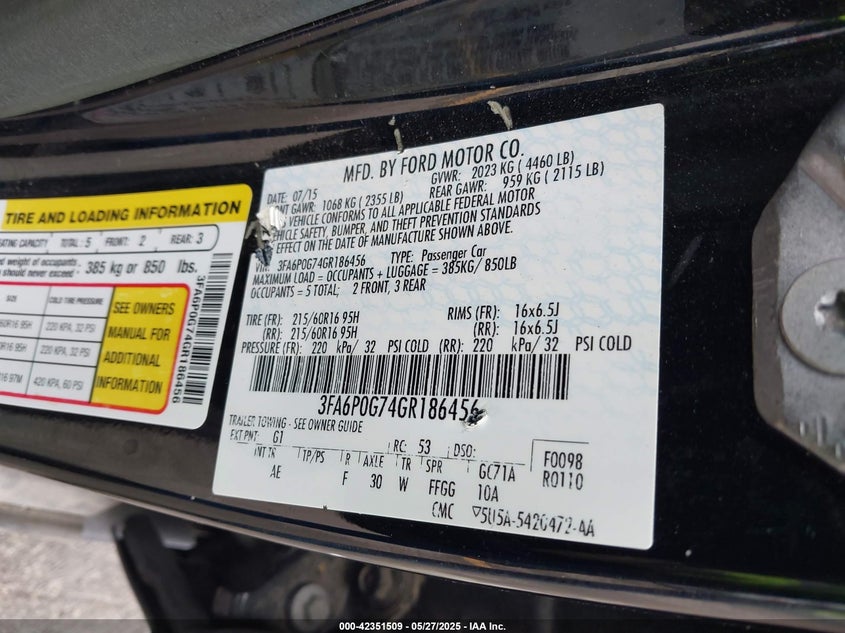 TIRE AND LOADING INFORMATION
SEATING CAPACITY TOTAL: 5 FRONT: 2 REAR: 3
weight of occupants and
should never exceed - 385 kg or 850 lbs.
SIZE COLD TIRE PRESSURE
60R16 95H 220 KPA, 32 PSI
0R16 95H 220 KPA, 32 PSI
16 97M 420 KPA, 60 PSI
SEE OWNERS
MANUAL FOR
ADDITIONAL
INFORMATION
3FA6P0G74GR186456
MFD. BY FORD MOTOR CO.
DATE: 07/15 GVWR: 2023 KG ( 4460 LB)
FRONT GAWR: 1068 KG ( 2355 LB) REAR GAWR: 959 KG ( 2115 LB)
THIS VEHICLE CONFORMS TO ALL APPLICABLE FEDERAL MOTOR
VEHICLE SAFETY, BUMPER, AND THEFT PREVENTION STANDARDS
IN EFFECT ON THE DATE OF MANUFACTURE SHOWN ABOVE.
VIN: 3FA6P0G74GR186456 TYPE: Passenger Car
MAXIMUM LOAD = OCCUPANTS + LUGGAGE = 385KG/ 850LB
OCCUPANTS = 5 TOTAL; 2 FRONT, 3 REAR
TIRE (FR): 215/60R16 95H RIMS (FR): 16x6.5J
(RR): 215/60R16 95H (RR): 16x6.5J
PRESSURE (FR): 220 kPa/ 32 PSI COLD (RR): 220 kPa/ 32 PSI COLD
3FA6P0G74GR186456
TRAILER TOWING - SEE OWNER GUIDE
EXT PNT: G1 RC: 53 DSO: F0098
INT TR TP/PS R AXLE TR SPR GC71A R0110
AE F 30 W FFGG 10A
CMC ▽5U5A-5420472-AA
000-42351509 — 05/27/2025 — IAA Inc.